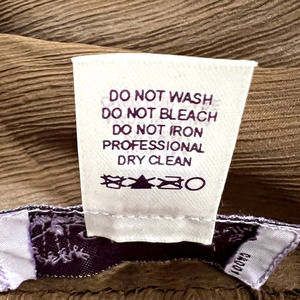 DO NOT WASH
DO NOT BLEACH
DO NOT IRON
PROFESSIONAL
DRY CLEAN